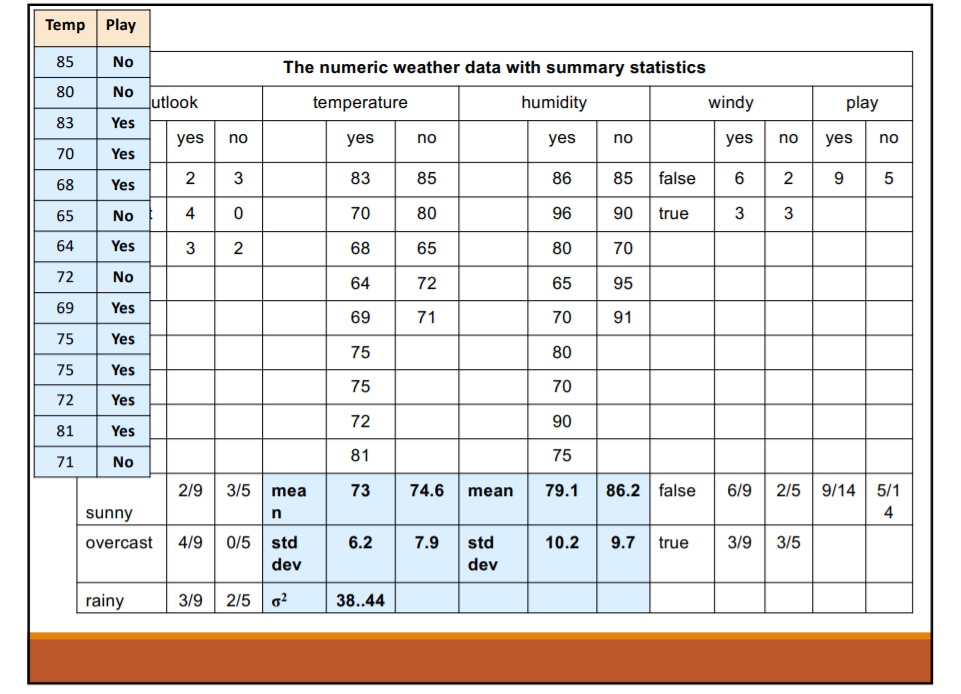 Temp Play
85 No
80 No
83 Yes
70 Yes
68 Yes
65 No
64 Yes
72 No
69 Yes
75 Yes
75 Yes
72 Yes
81 Yes
71 No
The numeric weather data with summary statistics
utlook temperature humidity windy play
yes no yes no yes no yes no yes no
2 3 83 85 86 85 false 6 2 9 5
t 4 0 70 80 96 90 true 3 3
3 2 68 65 80 70
64 72 65 95
69 71 70 91
75 80
75 70
72 90
81 75
sunny 2/9 3/5 mea
n 73 74.6 mean 79.1 86.2 false 6/9 2/5 9/14 5/1
4
overcast 4/9 0/5 std
dev 6.2 7.9 std
dev 10.2 9.7 true 3/9 3/5
rainy 3/9 2/5 σ² 38..44